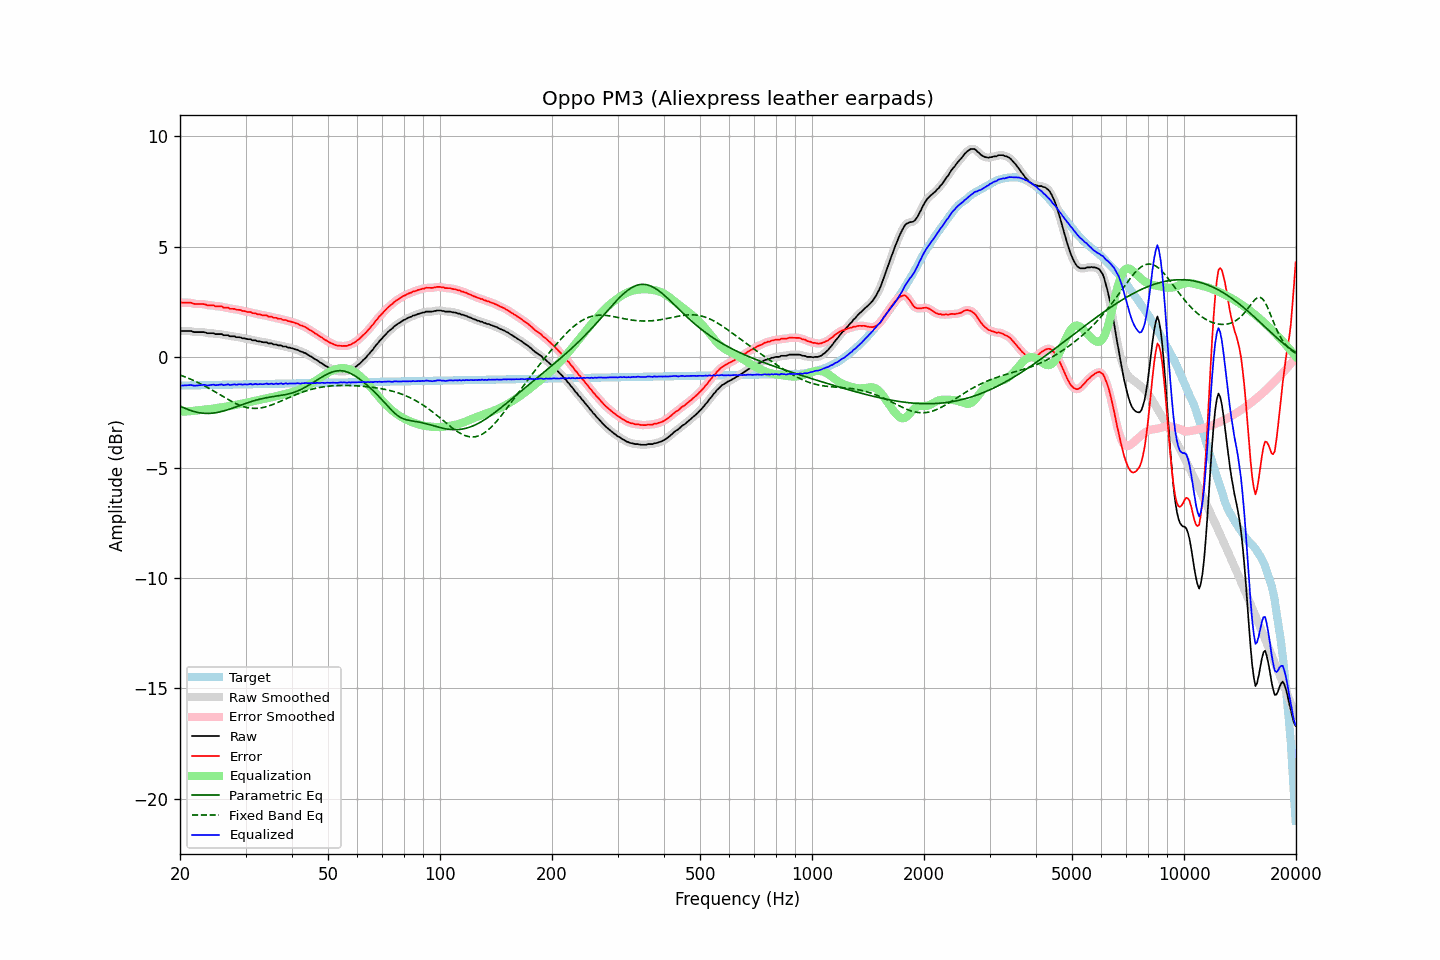 Oppo PM3 (Aliexpress leather earpads)
10
5
0
−5
−10
−15
−20
Amplitude (dBr)
Target
Raw Smoothed
Error Smoothed
Raw
Error
Equalization
Parametric Eq
Fixed Band Eq
Equalized
20 50 100 200 500 1000 2000 5000 10000 20000
Frequency (Hz)